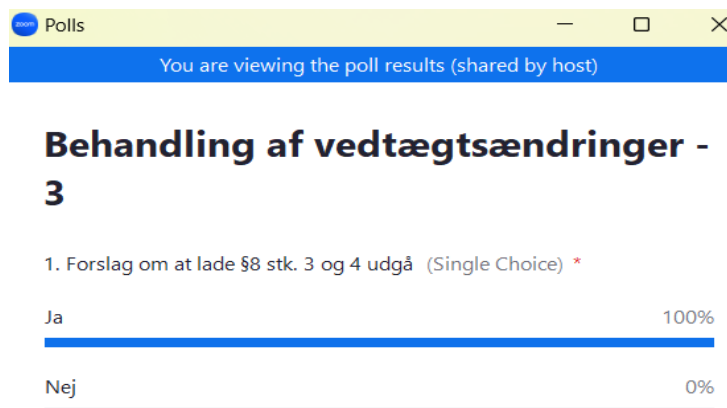 zoom Polls
You are viewing the poll results (shared by host)
Behandling af vedtægtsændringer -
3
1. Forslag om at lade §8 stk. 3 og 4 udgå (Single Choice) *
Ja 100%
Nej 0%